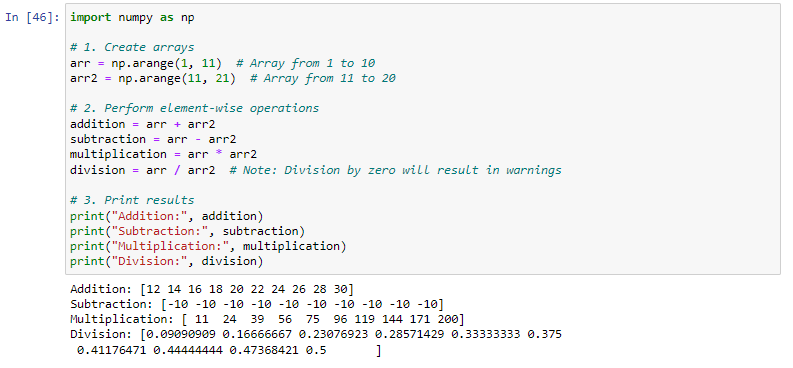 In [46]: import numpy as np
# 1. Create arrays
arr = np.arange(1, 11)  # Array from 1 to 10
arr2 = np.arange(11, 21)  # Array from 11 to 20
# 2. Perform element-wise operations
addition = arr + arr2
subtraction = arr - arr2
multiplication = arr * arr2
division = arr / arr2  # Note: Division by zero will result in warnings
# 3. Print results
print("Addition:", addition)
print("Subtraction:", subtraction)
print("Multiplication:", multiplication)
print("Division:", division)
Addition: [12 14 16 18 20 22 24 26 28 30]
Subtraction: [-10 -10 -10 -10 -10 -10 -10 -10 -10 -10]
Multiplication: [ 11  24  39  56  75  96 119 144 171 200]
Division: [0.09090909 0.16666667 0.23076923 0.28571429 0.33333333 0.375
 0.41176471 0.44444444 0.47368421 0.5       ]